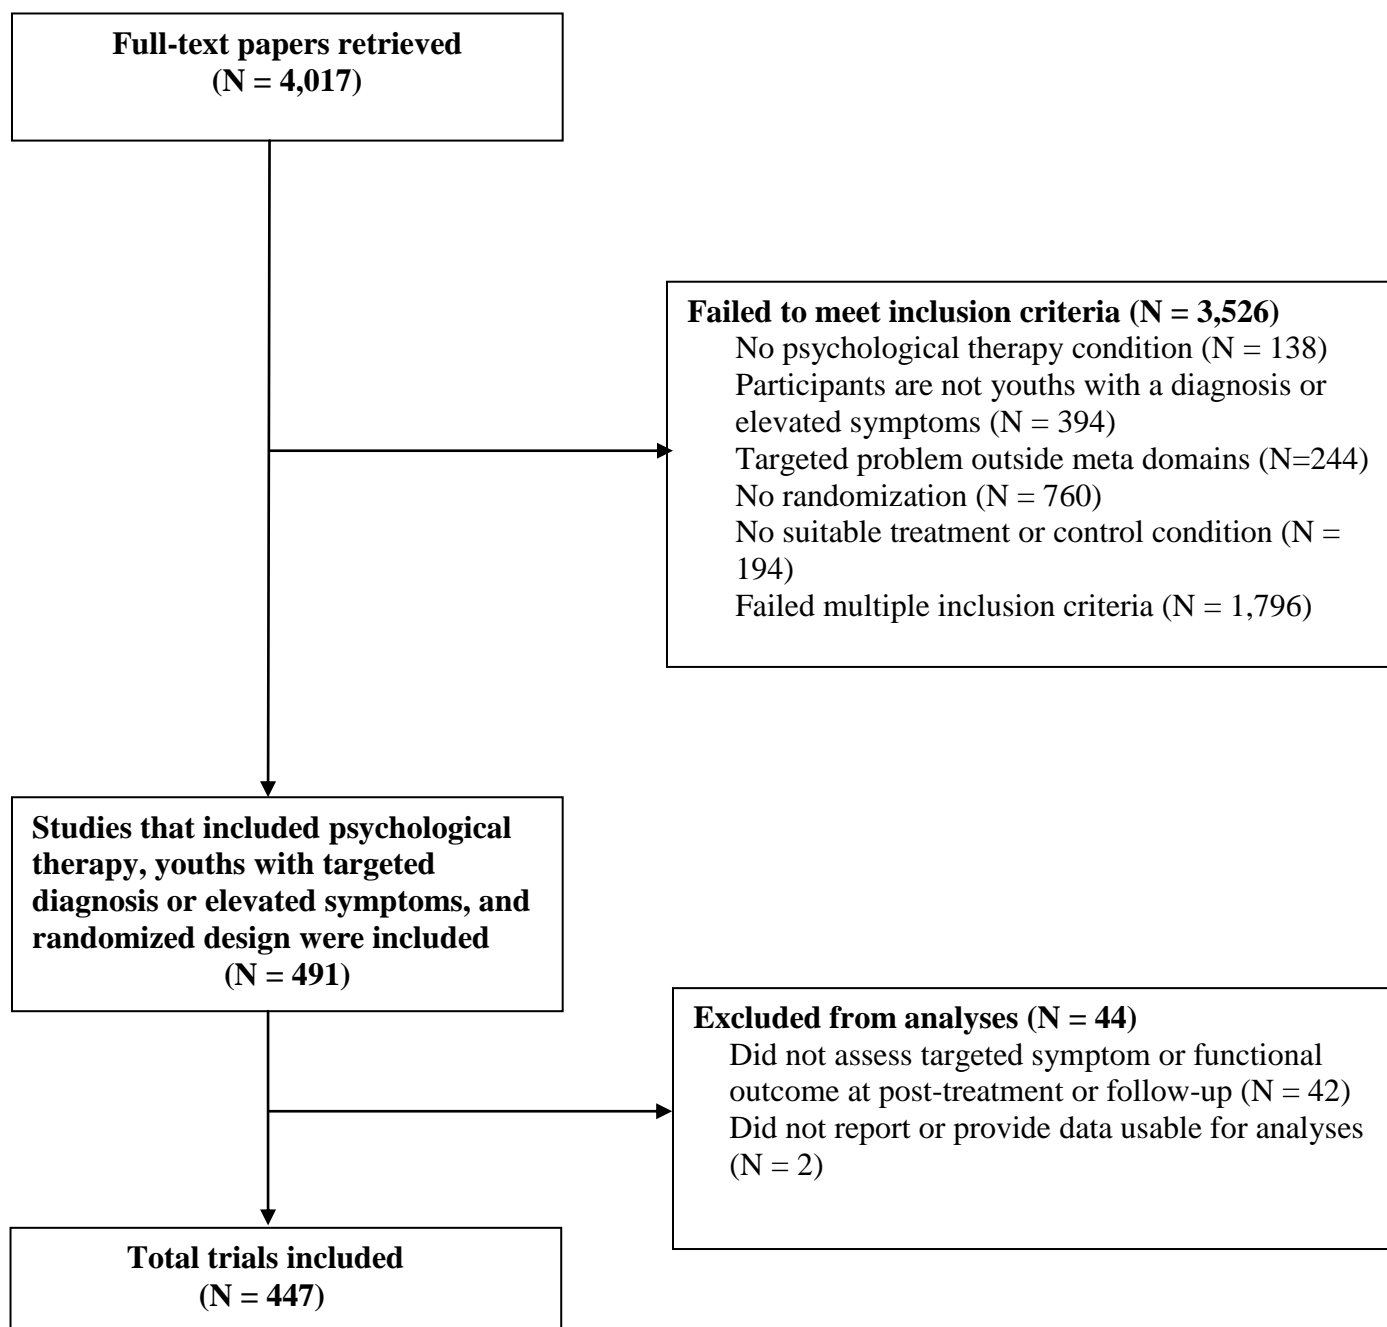 Full-text papers retrieved
(N = 4,017)
Failed to meet inclusion criteria (N = 3,526)
No psychological therapy condition (N = 138)
Participants are not youths with a diagnosis or
elevated symptoms (N = 394)
Targeted problem outside meta domains (N=244)
No randomization (N = 760)
No suitable treatment or control condition (N =
194)
Failed multiple inclusion criteria (N = 1,796)
Studies that included psychological
therapy, youths with targeted
diagnosis or elevated symptoms, and
randomized design were included
(N = 491)
Excluded from analyses (N = 44)
Did not assess targeted symptom or functional
outcome at post-treatment or follow-up (N = 42)
Did not report or provide data usable for analyses
(N = 2)
Total trials included
(N = 447)